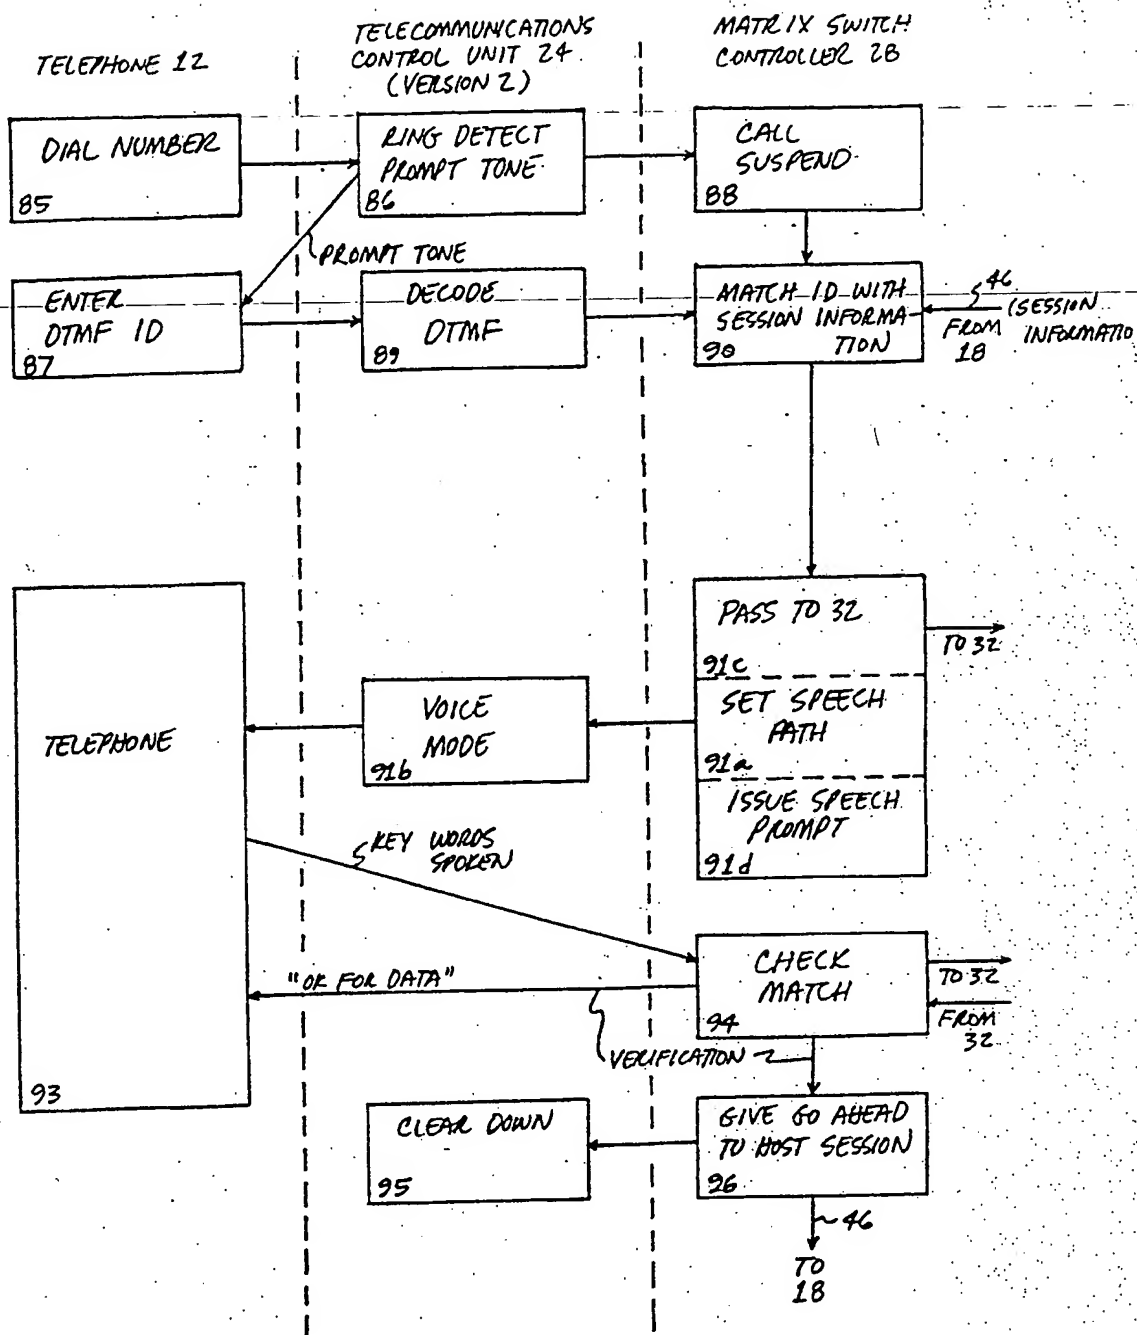 TELEPHONE 12
TELECOMMUNICATIONS
CONTROL UNIT 24
(VERSION 2)
MATRIX SWITCH
CONTROLLER 28
DIAL NUMBER
85
RING DETECT
PROMPT TONE
86
CALL
SUSPEND
88
PROMPT TONE
ENTER
DTMF ID
87
DECODE
DTMF
89
MATCH ID WITH
SESSION INFORMA
TION
90
46
(SESSION
INFORMATIO
FROM
18
PASS TO 32
91c
TO 32
SET SPEECH
PATH
91a
ISSUE SPEECH
PROMPT
91d
VOICE
MODE
91b
TELEPHONE
93
KEY WORDS
SPOKEN
"OK FOR DATA"
CHECK
MATCH
94
TO 32
FROM
32
VERIFICATION
CLEAR DOWN
95
GIVE GO AHEAD
TO HOST SESSION
96
46
TO
18